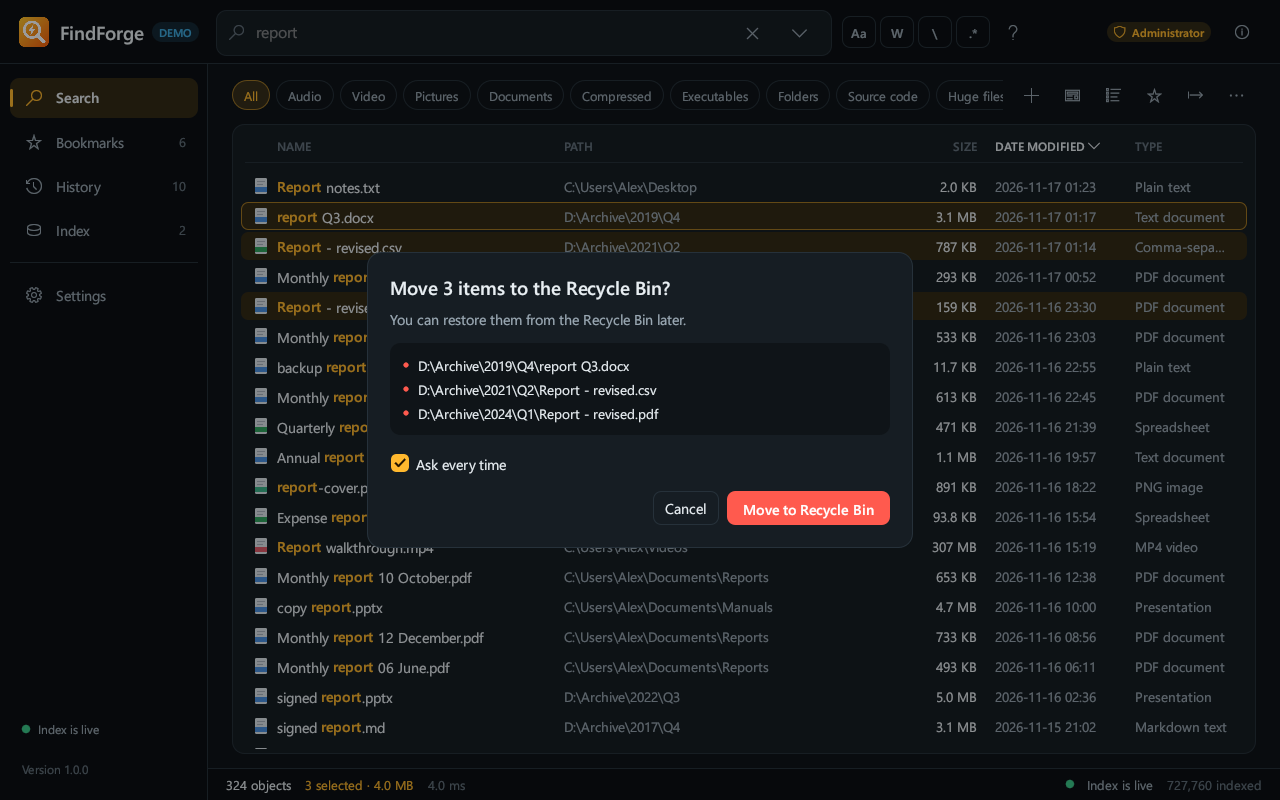 FindForge DEMO
report
Aa W \ .* ?
Administrator
Search
Bookmarks 6
History 10
Index 2
Settings
Index is live
Version 1.0.0
All Audio Video Pictures Documents Compressed Executables Folders Source code Huge files
NAME PATH SIZE DATE MODIFIED TYPE
Report notes.txt C:\Users\Alex\Desktop 2.0 KB 2026-11-17 01:23 Plain text
report Q3.docx D:\Archive\2019\Q4 3.1 MB 2026-11-17 01:17 Text document
Report - revised.csv D:\Archive\2021\Q2 787 KB 2026-11-17 01:14 Comma-sepa...
Monthly repor 293 KB 2026-11-17 00:52 PDF document
Report - revise 159 KB 2026-11-16 23:30 PDF document
Monthly repor 533 KB 2026-11-16 23:03 PDF document
backup report 11.7 KB 2026-11-16 22:55 Plain text
Monthly repor 613 KB 2026-11-16 22:45 PDF document
Quarterly repo 471 KB 2026-11-16 21:39 Spreadsheet
Annual report 1.1 MB 2026-11-16 19:57 Text document
report-cover.p 891 KB 2026-11-16 18:22 PNG image
Expense repor 93.8 KB 2026-11-16 15:54 Spreadsheet
Report walkthrough.mp4 C:\Users\Alex\Videos 307 MB 2026-11-16 15:19 MP4 video
Monthly report 10 October.pdf C:\Users\Alex\Documents\Reports 653 KB 2026-11-16 12:38 PDF document
copy report.pptx C:\Users\Alex\Documents\Manuals 4.7 MB 2026-11-16 10:00 Presentation
Monthly report 12 December.pdf C:\Users\Alex\Documents\Reports 733 KB 2026-11-16 08:56 PDF document
Monthly report 06 June.pdf C:\Users\Alex\Documents\Reports 493 KB 2026-11-16 06:11 PDF document
signed report.pptx D:\Archive\2022\Q3 5.0 MB 2026-11-16 02:36 Presentation
signed report.md D:\Archive\2017\Q4 3.1 MB 2026-11-15 21:02 Markdown text
Move 3 items to the Recycle Bin?
You can restore them from the Recycle Bin later.
D:\Archive\2019\Q4\report Q3.docx
D:\Archive\2021\Q2\Report - revised.csv
D:\Archive\2024\Q1\Report - revised.pdf
Ask every time
Cancel Move to Recycle Bin
324 objects 3 selected · 4.0 MB 4.0 ms Index is live 727,760 indexed